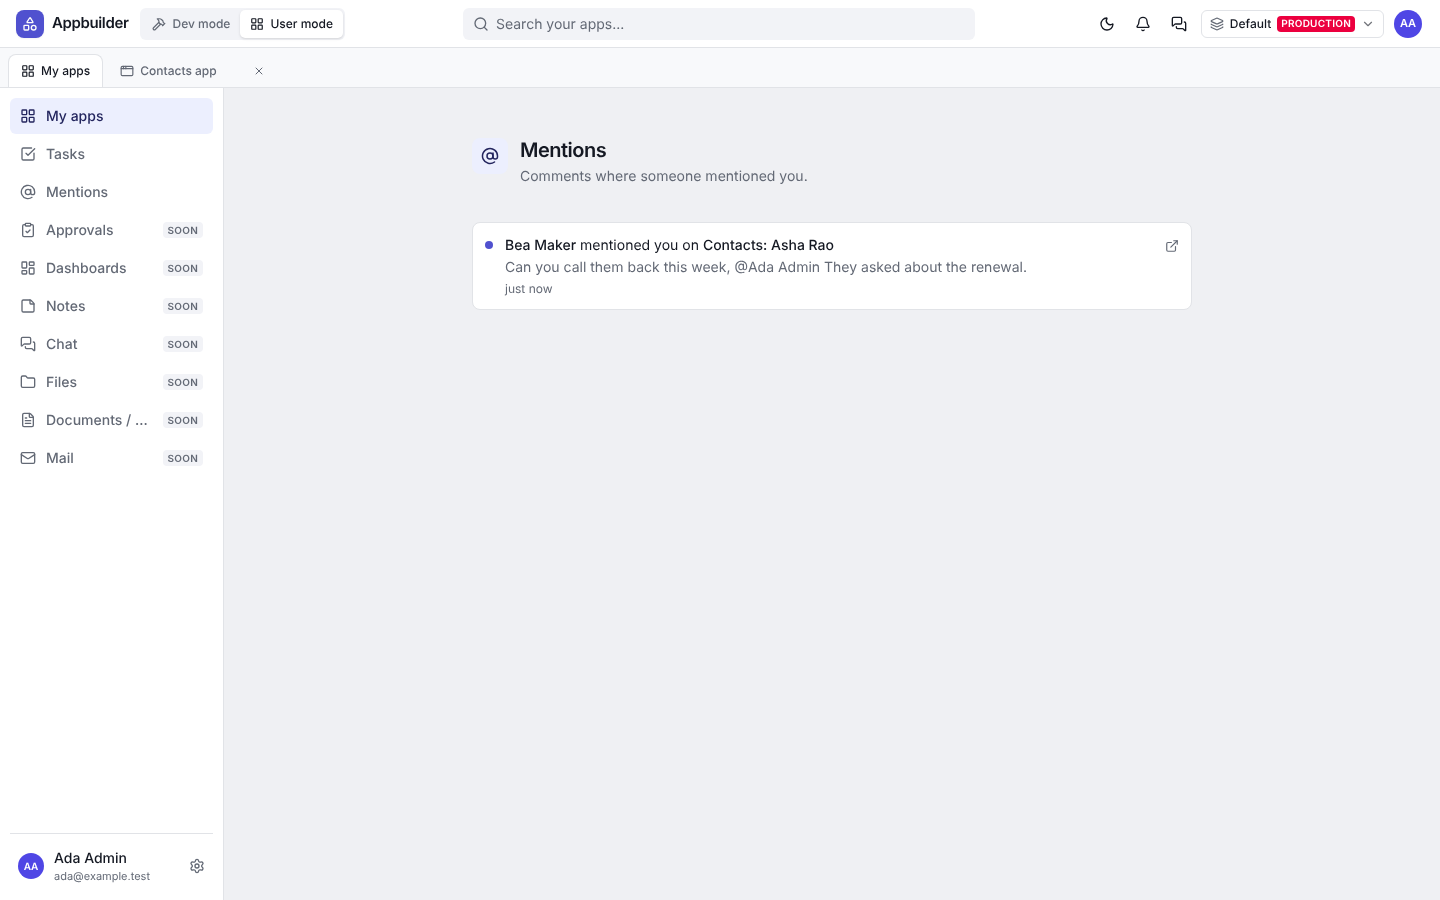 Appbuilder
Dev mode
User mode
Search your apps...
Default
PRODUCTION
AA
My apps
Contacts app
My apps
Tasks
Mentions
Approvals SOON
Dashboards SOON
Notes SOON
Chat SOON
Files SOON
Documents / ... SOON
Mail SOON
Mentions
Comments where someone mentioned you.
Bea Maker mentioned you on Contacts: Asha Rao
Can you call them back this week, @Ada Admin They asked about the renewal.
just now
AA
Ada Admin
ada@example.test